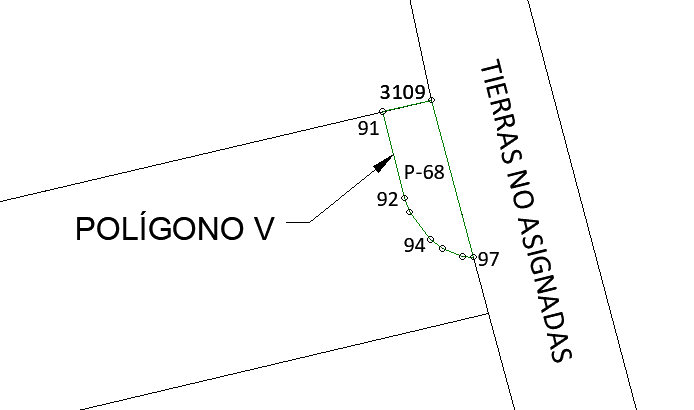 3109
91
TIERRAS NO ASIGNADAS
P-68
92
POLÍGONO V
94
97